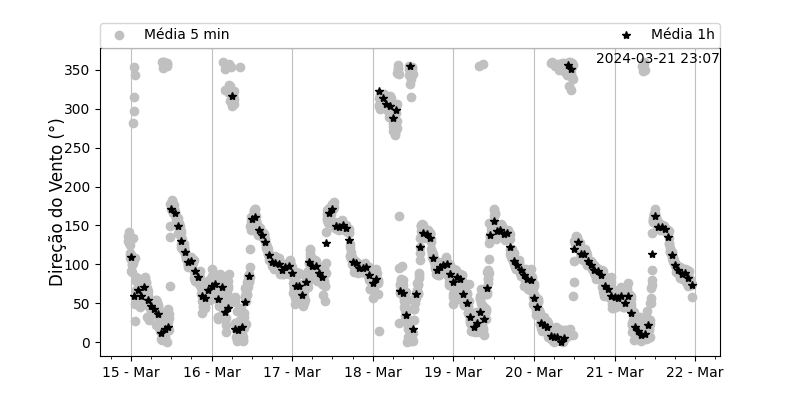 Média 5 min
Média 1h
2024-03-21 23:07
Direção do Vento (°)
350
300
250
200
150
100
50
0
15 - Mar
16 - Mar
17 - Mar
18 - Mar
19 - Mar
20 - Mar
21 - Mar
22 - Mar